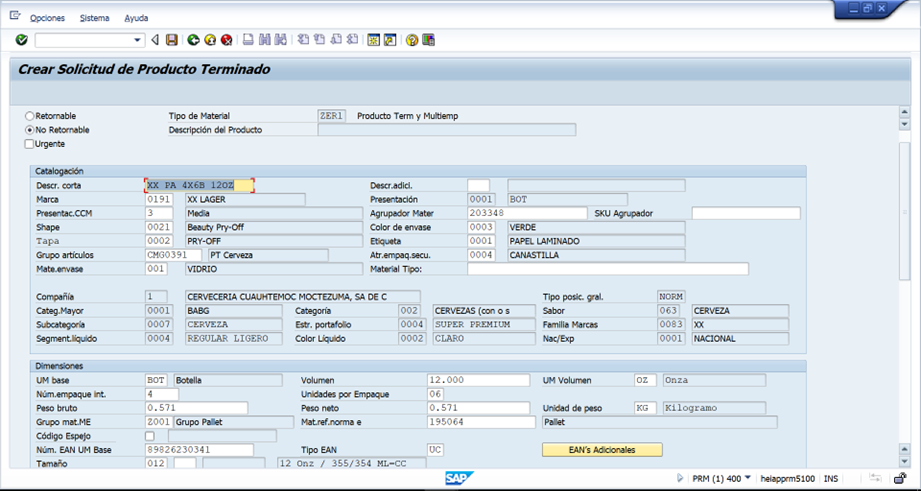 Opciones Sistema Ayuda
Crear Solicitud de Producto Terminado
Retornable Tipo de Material ZER1 Producto Term y Multiemp
No Retornable Descripción del Producto
Urgente
Catalogación
Descr. corta XX PA 4X6B 12OZ Descr.adici.
Marca 0191 XX LAGER Presentación 0001 BOT
Presentac.CCM 3 Media Agrupador Mater 203348 SKU Agrupador
Shape 0021 Beauty Pry-Off Color de envase 0003 VERDE
Tapa 0002 PRY-OFF Etiqueta 0001 PAPEL LAMINADO
Grupo artículos CMG0391 PT Cerveza Atr.empaq.secu. 0004 CANASTILLA
Mate.envase 001 VIDRIO Material Tipo:
Compañía 1 CERVECERIA CUAUHTEMOC MOCTEZUMA, SA DE C Tipo posic. gral. NORM
Categ.Mayor 0001 BABG Categoría 002 CERVEZAS (con o s Sabor 063 CERVEZA
Subcategoría 0007 CERVEZA Estr. portafolio 0004 SUPER PREMIUM Familia Marcas 0083 XX
Segment.líquido 0004 REGULAR LIGERO Color Líquido 0002 CLARO Nac/Exp 0001 NACIONAL
Dimensiones
UM base BOT Botella Volumen 12.000 UM Volumen OZ Onza
Núm.empaque int. 4 Unidades por Empaque 06
Peso bruto 0.571 Peso neto 0.571 Unidad de peso KG Kilogramo
Grupo mat.ME Z001 Grupo Pallet Mat.ref.norma e 195064 Pallet
Código Espejo
Núm. EAN UM Base 89826230341 Tipo EAN UC EAN's Adicionales
Tamaño 012 12 Onz / 355/354 ML-CC
SAP PRM (1) 400 heiapprm5100 INS